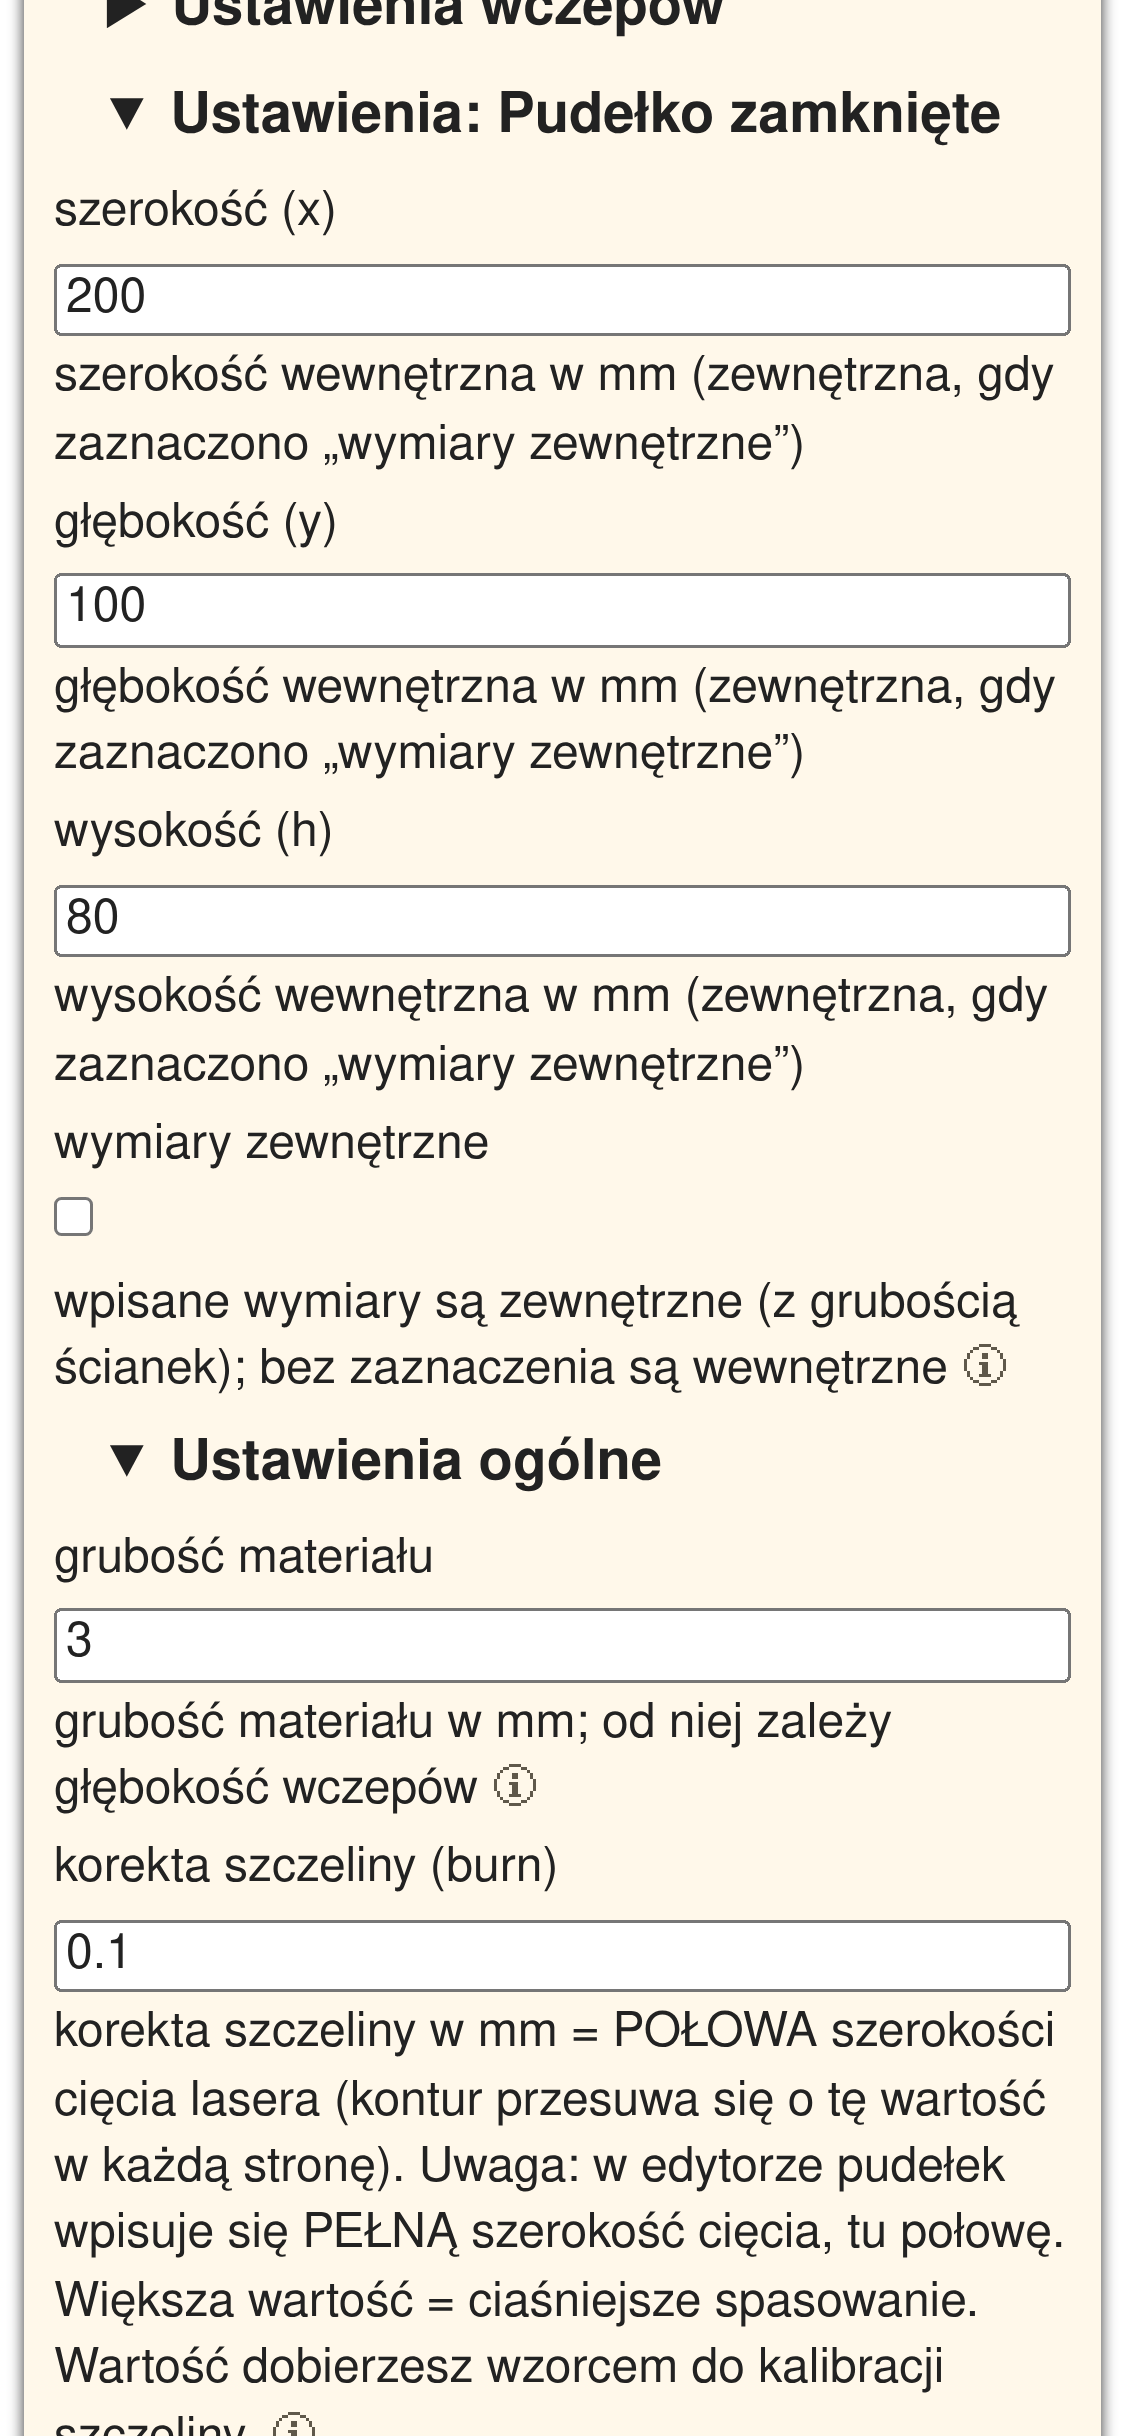 Ustawienia wczepów
Ustawienia: Pudełko zamknięte
szerokość (x)
200
szerokość wewnętrzna w mm (zewnętrzna, gdy
zaznaczono „wymiary zewnętrzne”)
głębokość (y)
100
głębokość wewnętrzna w mm (zewnętrzna, gdy
zaznaczono „wymiary zewnętrzne”)
wysokość (h)
80
wysokość wewnętrzna w mm (zewnętrzna, gdy
zaznaczono „wymiary zewnętrzne”)
wymiary zewnętrzne
wpisane wymiary są zewnętrzne (z grubością
ścianek); bez zaznaczenia są wewnętrzne
Ustawienia ogólne
grubość materiału
3
grubość materiału w mm; od niej zależy
głębokość wczepów
korekta szczeliny (burn)
0.1
korekta szczeliny w mm = POŁOWA szerokości
cięcia lasera (kontur przesuwa się o tę wartość
w każdą stronę). Uwaga: w edytorze pudełek
wpisuje się PEŁNĄ szerokość cięcia, tu połowę.
Większa wartość = ciaśniejsze spasowanie.
Wartość dobierzesz wzorcem do kalibracji
szczeliny.